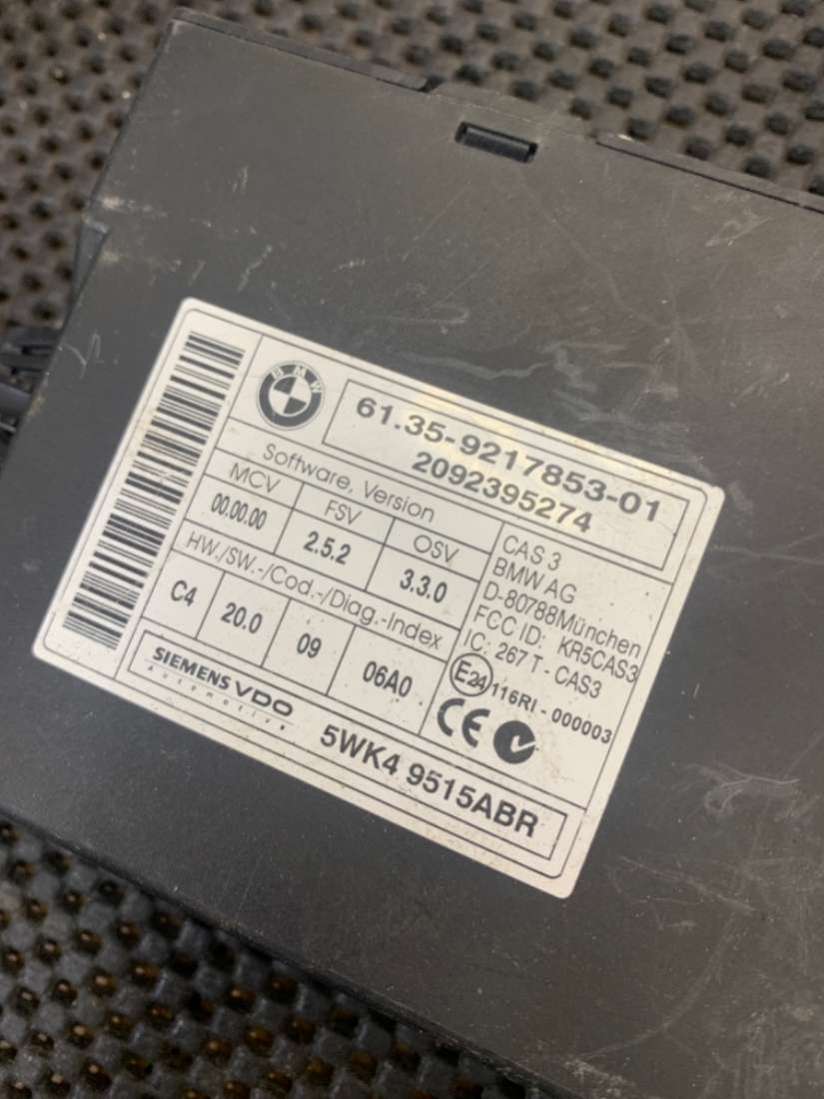 BMW
61.35-9217853-01
2092395274
Software, Version
MCV FSV OSV
00.00.00 2.5.2 3.3.0
HW./SW.-/Cod.-/Diag.-Index
C4 20.0 09 06A0
CAS 3
BMW AG
D-80788München
FCC ID: KR5CAS3
IC: 267 T - CAS3
E24 116RI - 000003
CE
SIEMENS VDO
Automotive
5WK4 9515ABR